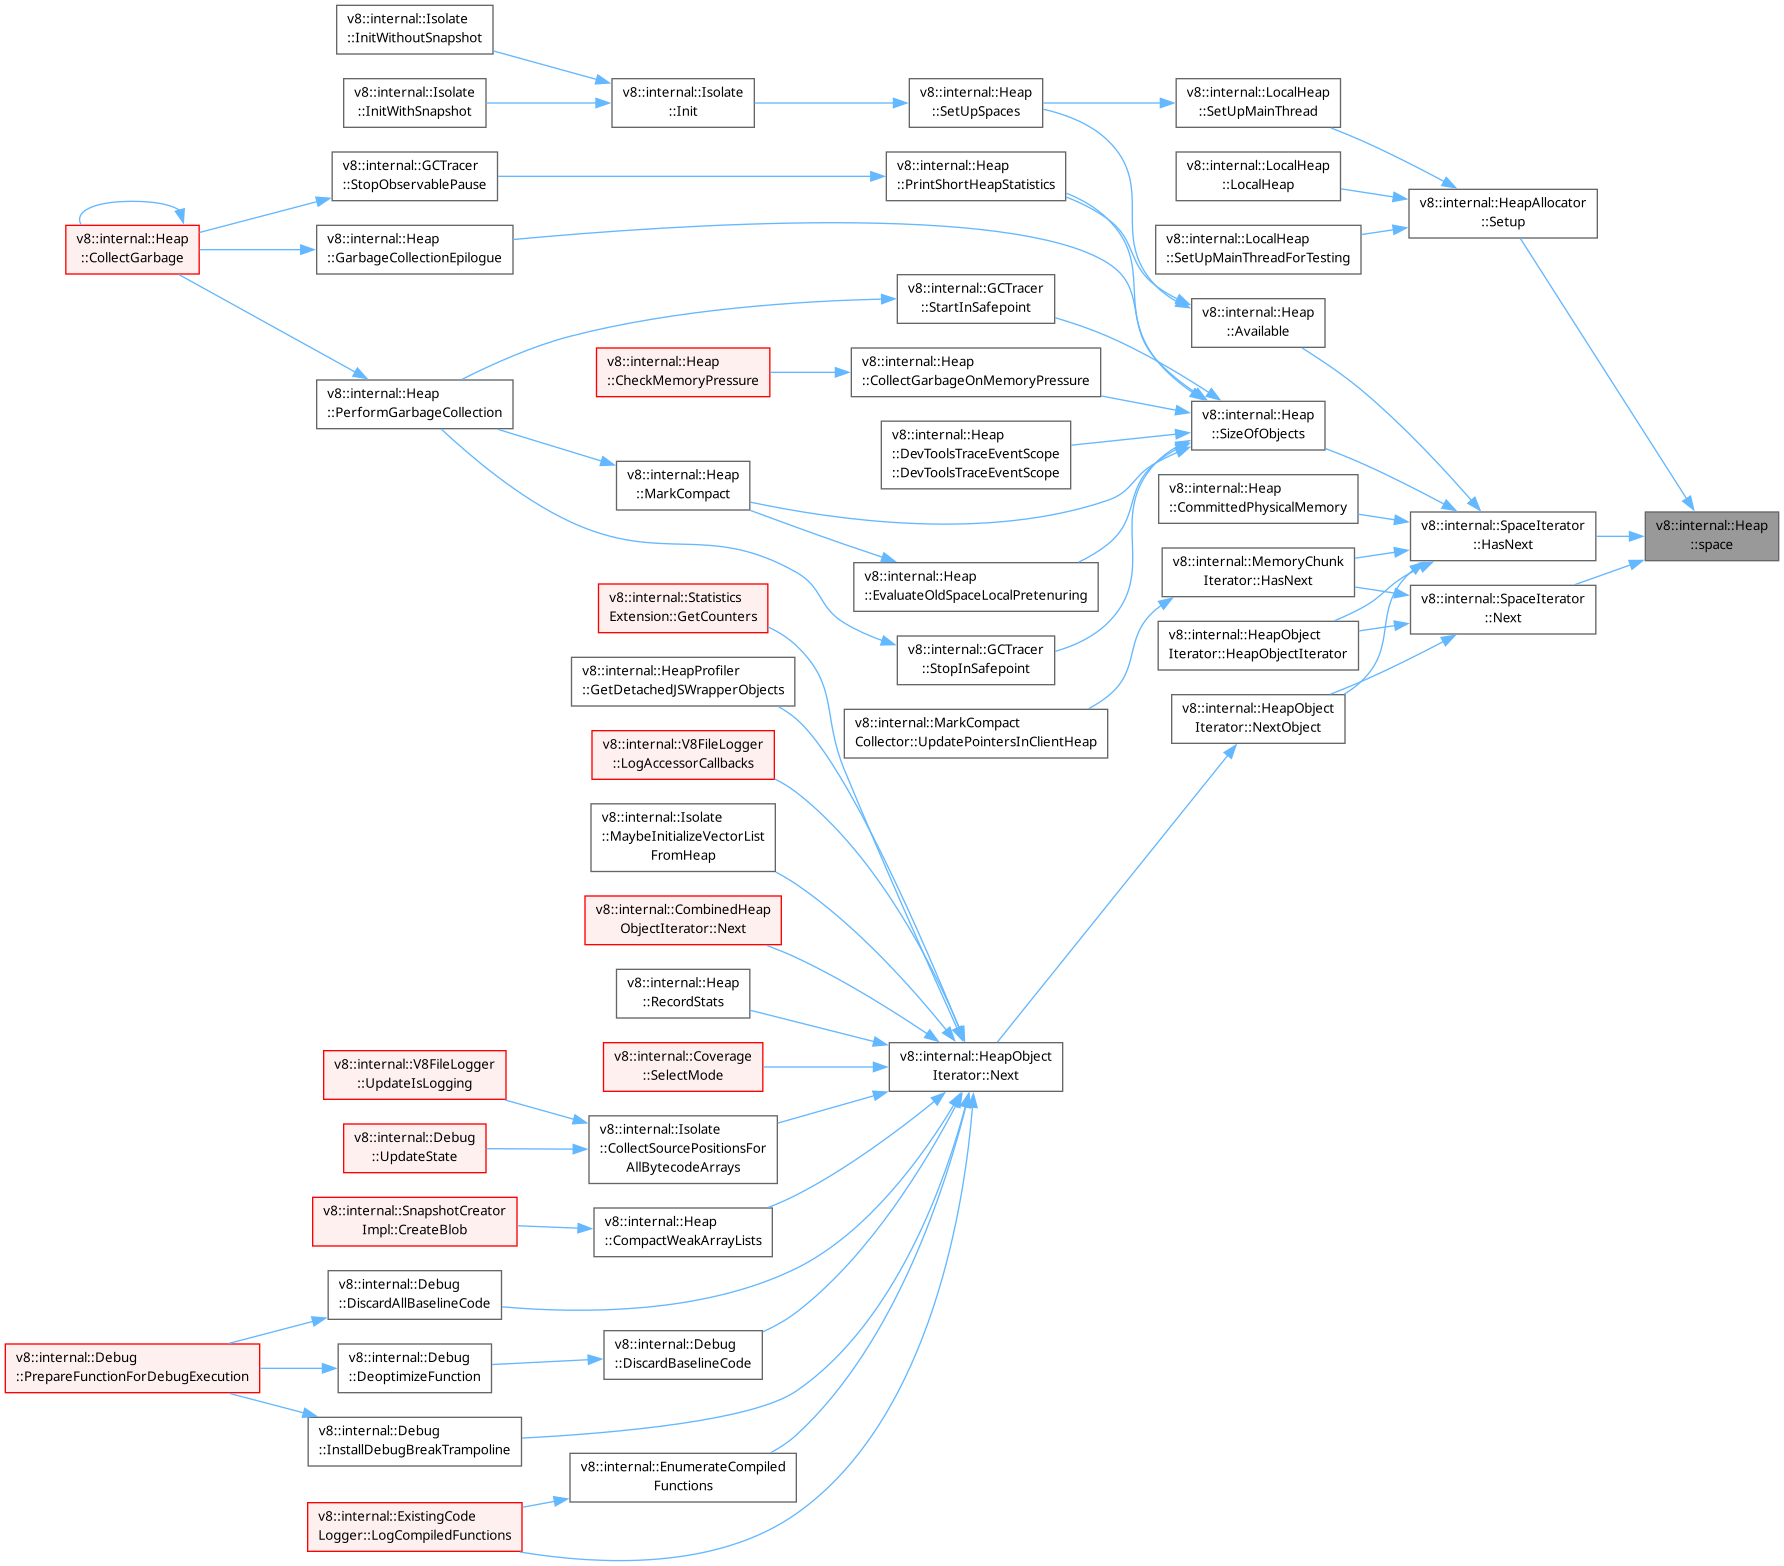 v8::internal::Isolate
::InitWithoutSnapshot
v8::internal::Isolate
::InitWithSnapshot
v8::internal::Isolate
::Init
v8::internal::Heap
::SetUpSpaces
v8::internal::LocalHeap
::SetUpMainThread
v8::internal::GCTracer
::StopObservablePause
v8::internal::Heap
::PrintShortHeapStatistics
v8::internal::LocalHeap
::LocalHeap
v8::internal::HeapAllocator
::Setup
v8::internal::Heap
::CollectGarbage
v8::internal::Heap
::GarbageCollectionEpilogue
v8::internal::LocalHeap
::SetUpMainThreadForTesting
v8::internal::GCTracer
::StartInSafepoint
v8::internal::Heap
::Available
v8::internal::Heap
::CheckMemoryPressure
v8::internal::Heap
::CollectGarbageOnMemoryPressure
v8::internal::Heap
::PerformGarbageCollection
v8::internal::Heap
::SizeOfObjects
v8::internal::Heap
::DevToolsTraceEventScope
::DevToolsTraceEventScope
v8::internal::Heap
::MarkCompact
v8::internal::Heap
::CommittedPhysicalMemory
v8::internal::SpaceIterator
::HasNext
v8::internal::Heap
::space
v8::internal::MemoryChunk
Iterator::HasNext
v8::internal::Heap
::EvaluateOldSpaceLocalPretenuring
v8::internal::Statistics
Extension::GetCounters
v8::internal::SpaceIterator
::Next
v8::internal::HeapObject
Iterator::HeapObjectIterator
v8::internal::GCTracer
::StopInSafepoint
v8::internal::HeapProfiler
::GetDetachedJSWrapperObjects
v8::internal::HeapObject
Iterator::NextObject
v8::internal::MarkCompact
Collector::UpdatePointersInClientHeap
v8::internal::V8FileLogger
::LogAccessorCallbacks
v8::internal::Isolate
::MaybeInitializeVectorList
FromHeap
v8::internal::CombinedHeap
ObjectIterator::Next
v8::internal::Heap
::RecordStats
v8::internal::HeapObject
Iterator::Next
v8::internal::Coverage
::SelectMode
v8::internal::V8FileLogger
::UpdateIsLogging
v8::internal::Isolate
::CollectSourcePositionsFor
AllBytecodeArrays
v8::internal::Debug
::UpdateState
v8::internal::SnapshotCreator
Impl::CreateBlob
v8::internal::Heap
::CompactWeakArrayLists
v8::internal::Debug
::DiscardAllBaselineCode
v8::internal::Debug
::PrepareFunctionForDebugExecution
v8::internal::Debug
::DeoptimizeFunction
v8::internal::Debug
::DiscardBaselineCode
v8::internal::Debug
::InstallDebugBreakTrampoline
v8::internal::EnumerateCompiled
Functions
v8::internal::ExistingCode
Logger::LogCompiledFunctions